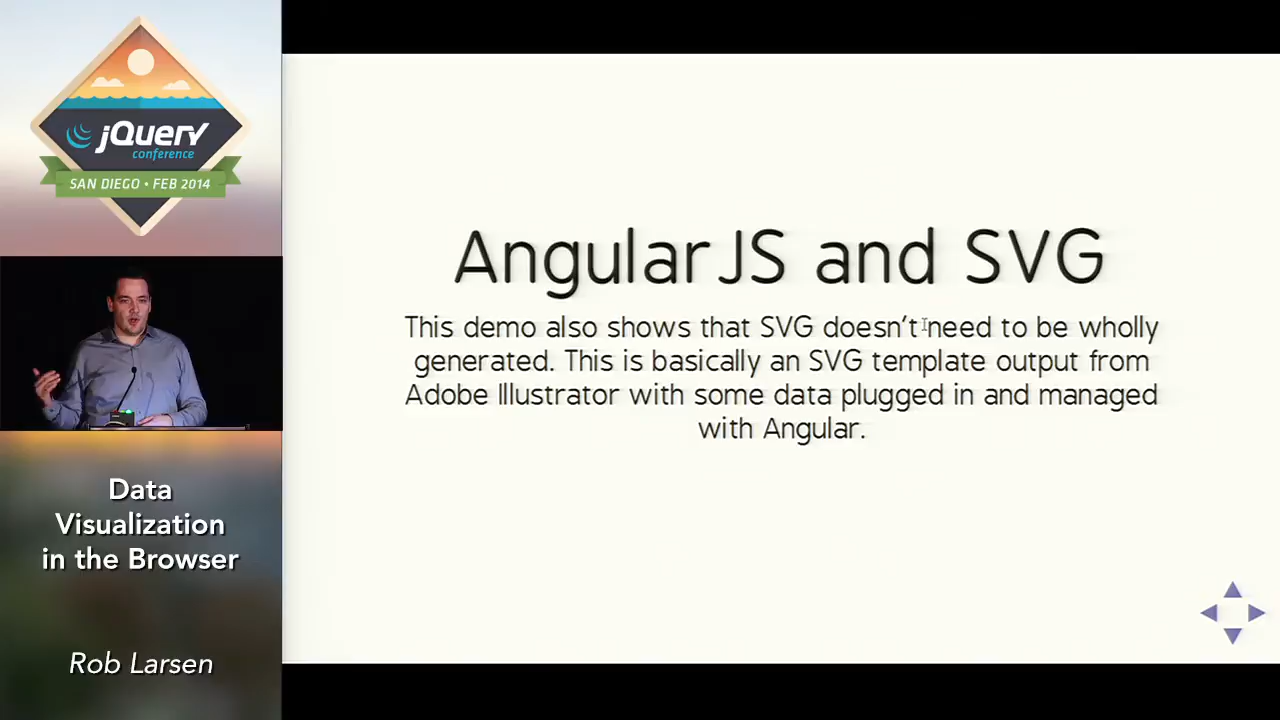 jQuery
conference
SAN DIEGO • FEB 2014
Data
Visualization
in the Browser
Rob Larsen
AngularJS and SVG
This demo also shows that SVG doesn't need to be wholly
generated. This is basically an SVG template output from
Adobe Illustrator with some data plugged in and managed
with Angular.